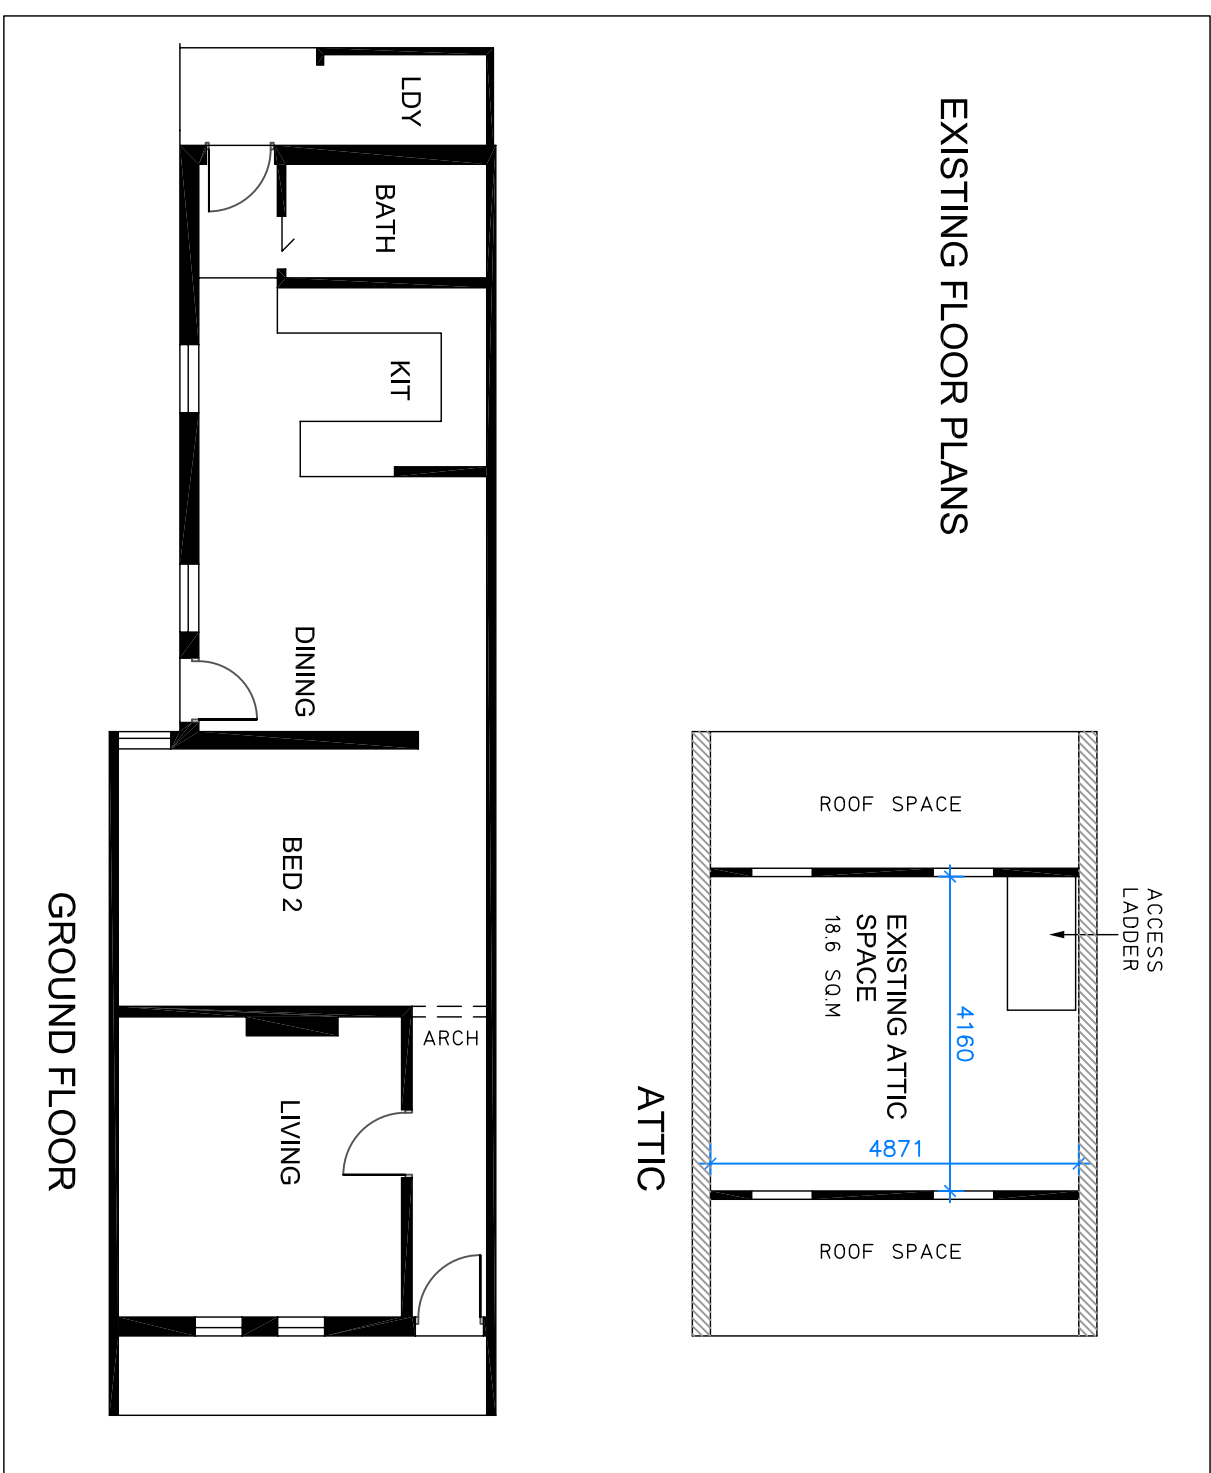 EXISTING FLOOR PLANS
LDY
BATH
KIT
DINING
BED 2
ARCH
LIVING
GROUND FLOOR
ROOF SPACE
ACCESS
LADDER
EXISTING ATTIC
SPACE
18.6 SQ.M
4160
4871
ROOF SPACE
ATTIC